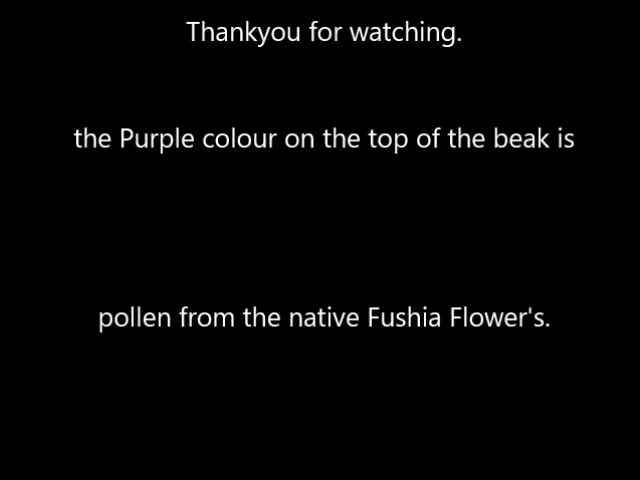 Thankyou for watching.
the Purple colour on the top of the beak is
pollen from the native Fushia Flower's.